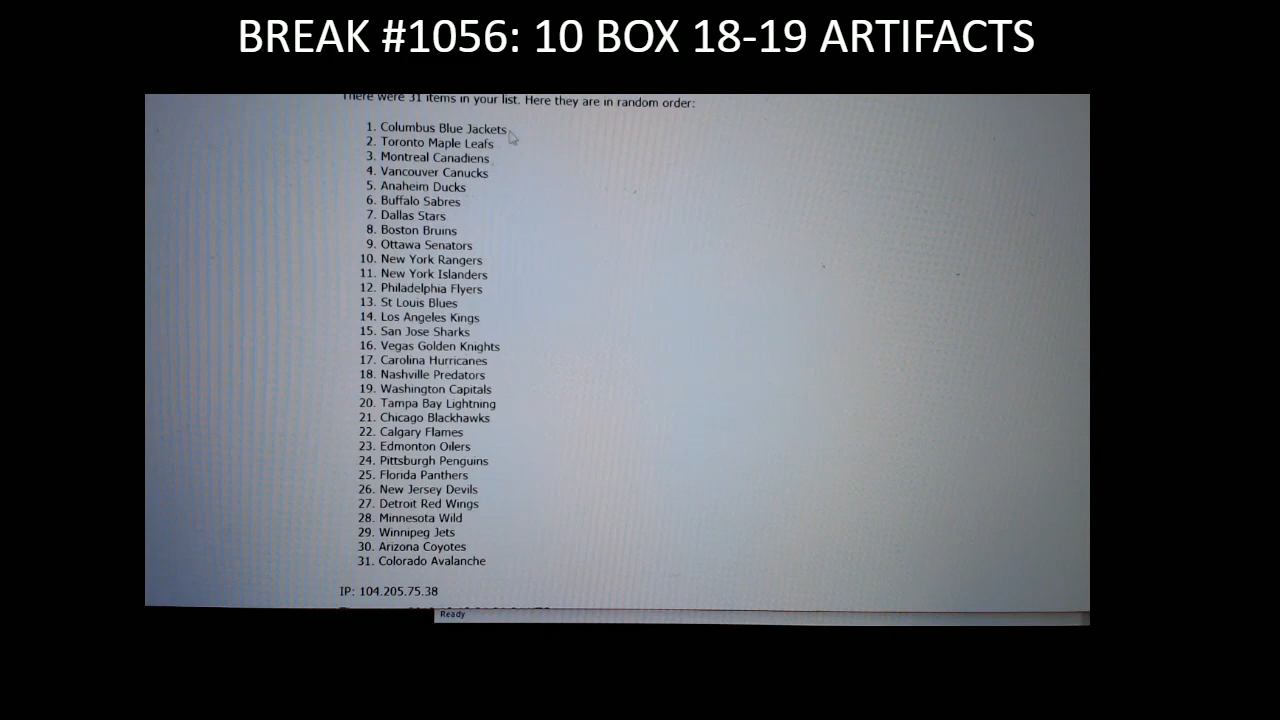 BREAK #1056: 10 BOX 18-19 ARTIFACTS
There were 31 items in your list. Here they are in random order:
1. Columbus Blue Jackets
2. Toronto Maple Leafs
3. Montreal Canadiens
4. Vancouver Canucks
5. Anaheim Ducks
6. Buffalo Sabres
7. Dallas Stars
8. Boston Bruins
9. Ottawa Senators
10. New York Rangers
11. New York Islanders
12. Philadelphia Flyers
13. St Louis Blues
14. Los Angeles Kings
15. San Jose Sharks
16. Vegas Golden Knights
17. Carolina Hurricanes
18. Nashville Predators
19. Washington Capitals
20. Tampa Bay Lightning
21. Chicago Blackhawks
22. Calgary Flames
23. Edmonton Oilers
24. Pittsburgh Penguins
25. Florida Panthers
26. New Jersey Devils
27. Detroit Red Wings
28. Minnesota Wild
29. Winnipeg Jets
30. Arizona Coyotes
31. Colorado Avalanche
IP: 104.205.75.38
Ready